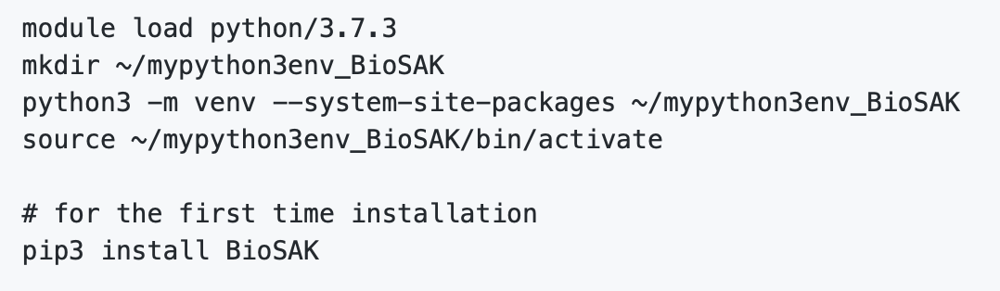 module load python/3.7.3
mkdir ~/mypython3env_BioSAK
python3 -m venv --system-site-packages ~/mypython3env_BioSAK
source ~/mypython3env_BioSAK/bin/activate

# for the first time installation
pip3 install BioSAK